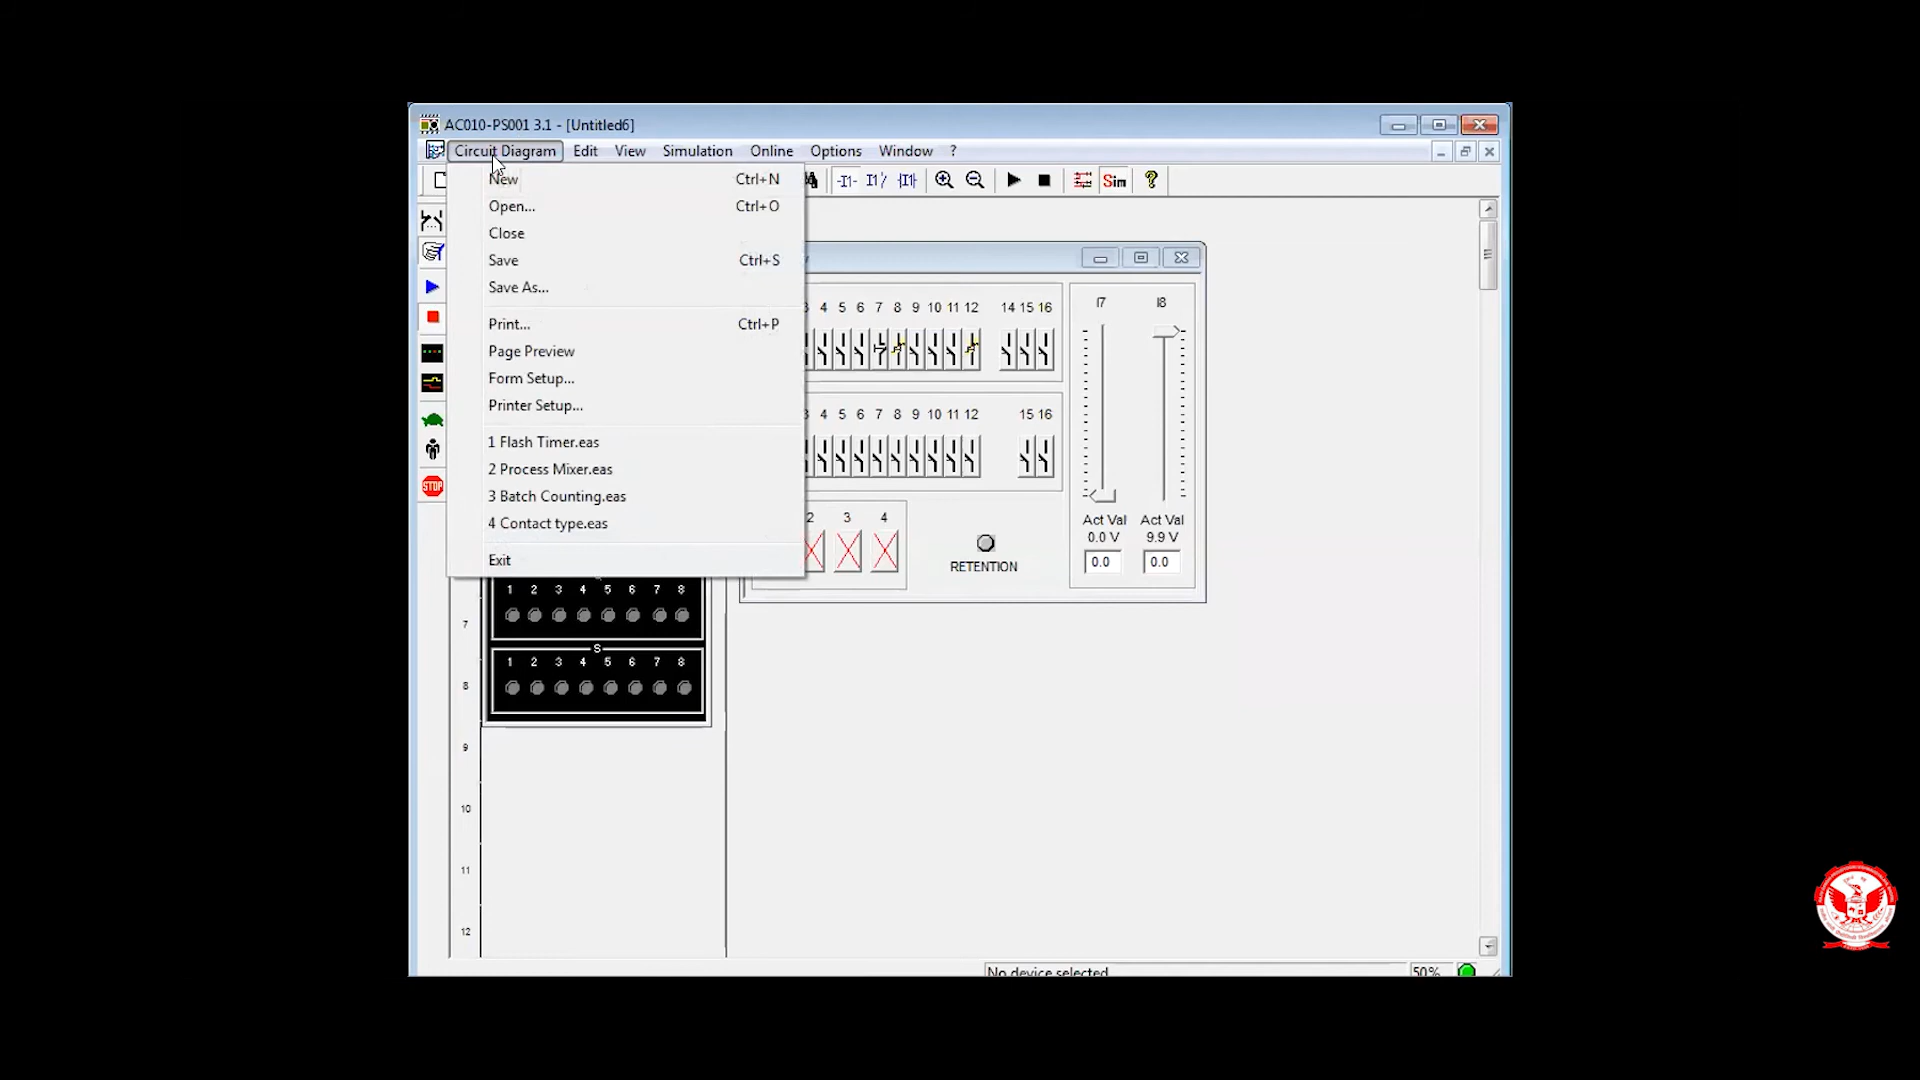 AC010-PS001 3.1 - [Untitled6]
Circuit Diagram Edit View Simulation Online Options Window ?
Sim ?
New Ctrl+N
Open... Ctrl+O
Close
Save Ctrl+S
Save As...
Print... Ctrl+P
Page Preview
Form Setup...
Printer Setup...
1 Flash Timer.eas
2 Process Mixer.eas
3 Batch Counting.eas
4 Contact type.eas
Exit
STOP
4 5 6 7 8 9 10 11 12 14 15 16
4 5 6 7 8 9 10 11 12 15 16
2 3 4
RETENTION
I7 I8
Act Val Act Val
0.0 V 9.9 V
0.0 0.0
1 2 3 4 5 6 7 8
S
1 2 3 4 5 6 7 8
7
8
9
10
11
12
No device selected 50%